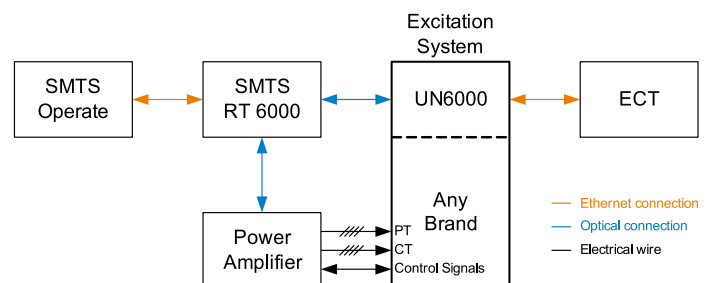 Excitation
System
SMTS
Operate
SMTS
RT 6000
UN6000
ECT
Any
Brand
Power
Amplifier
PT
CT
Control Signals
Ethernet connection
Optical connection
Electrical wire